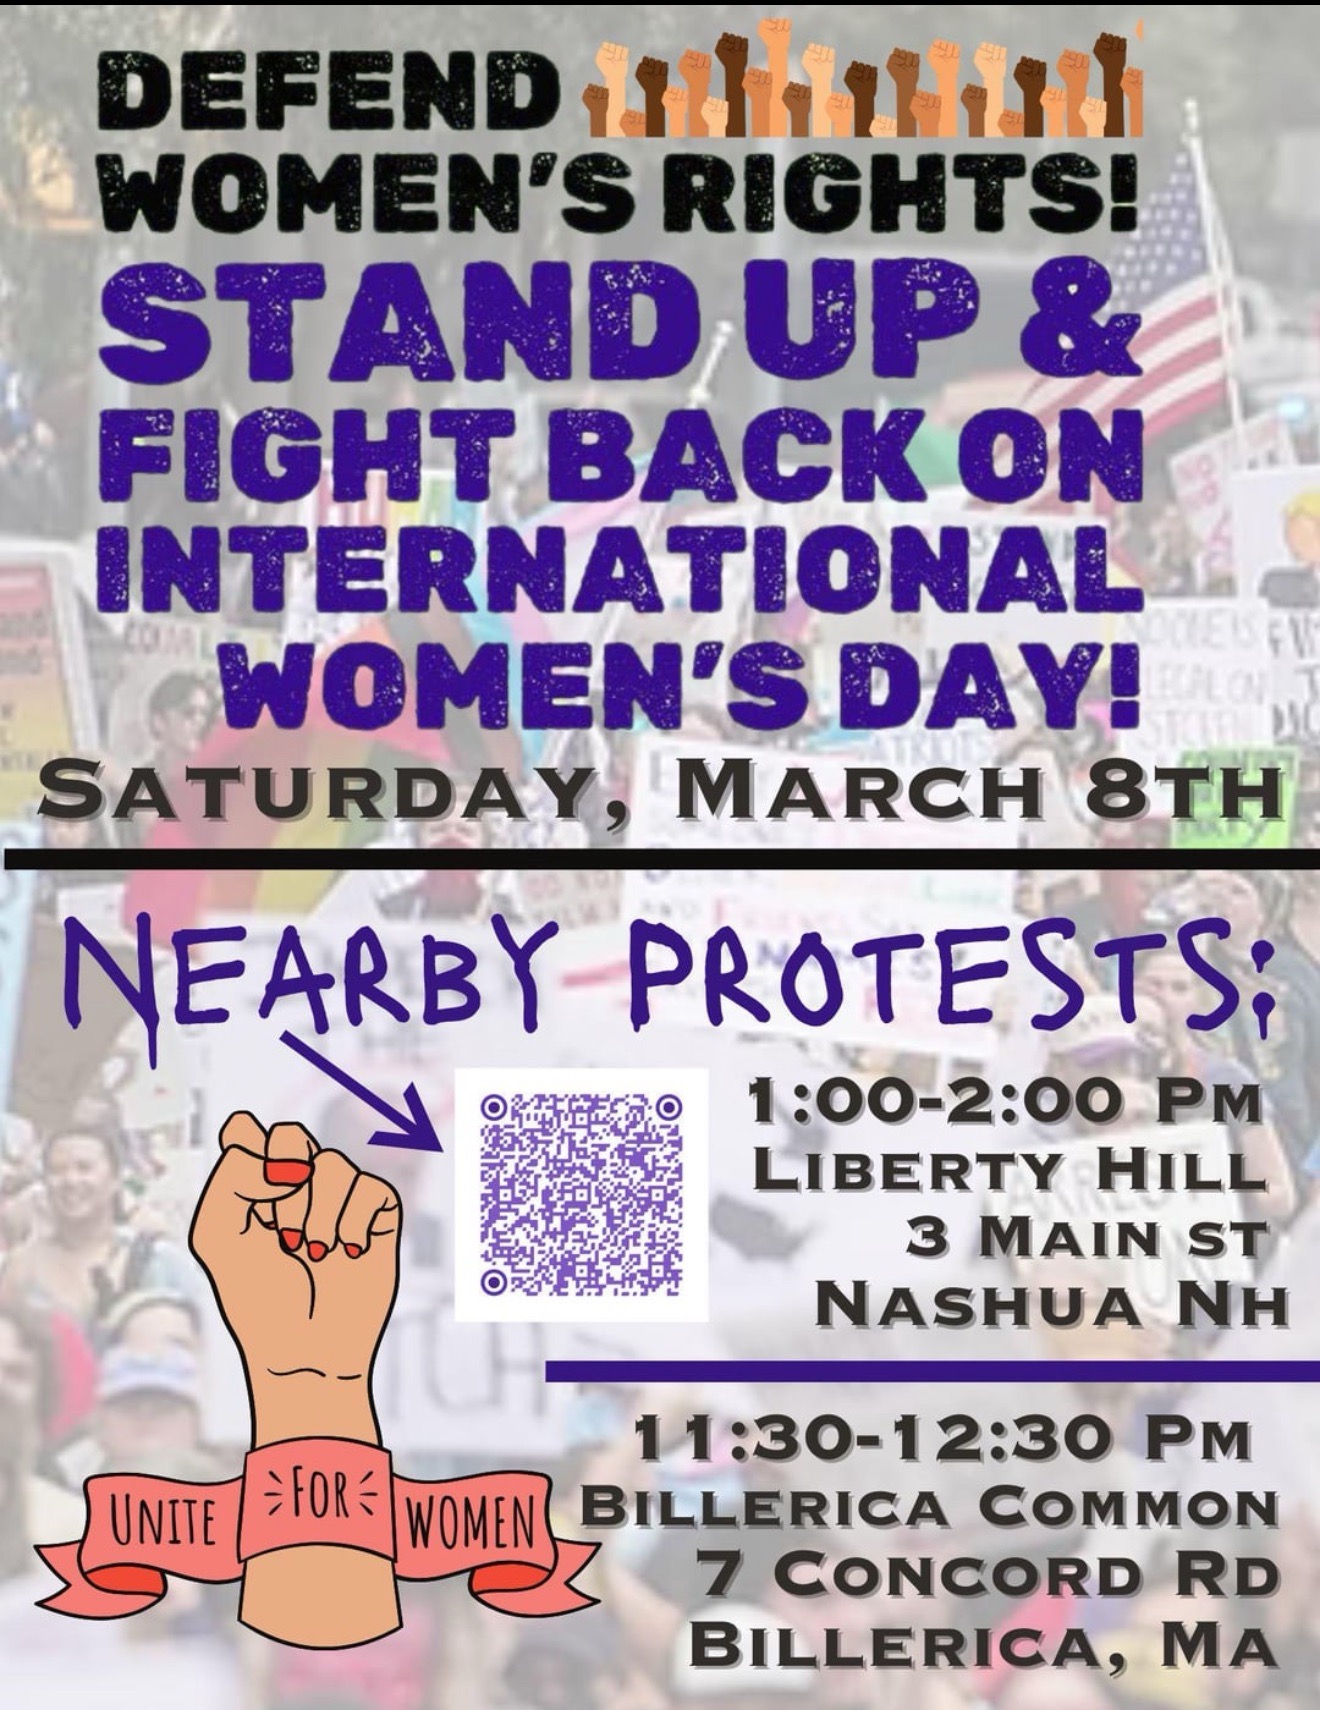 DEFEND
WOMEN'S RIGHTS!
STAND UP &
FIGHT BACK ON
INTERNATIONAL
WOMEN'S DAY!
SATURDAY, MARCH 8TH
NEARBY PROTESTS:
1:00-2:00 PM
LIBERTY HILL
3 MAIN ST
NASHUA NH
11:30-12:30 PM
BILLERICA COMMON
7 CONCORD RD
BILLERICA, MA
UNITE FOR WOMEN